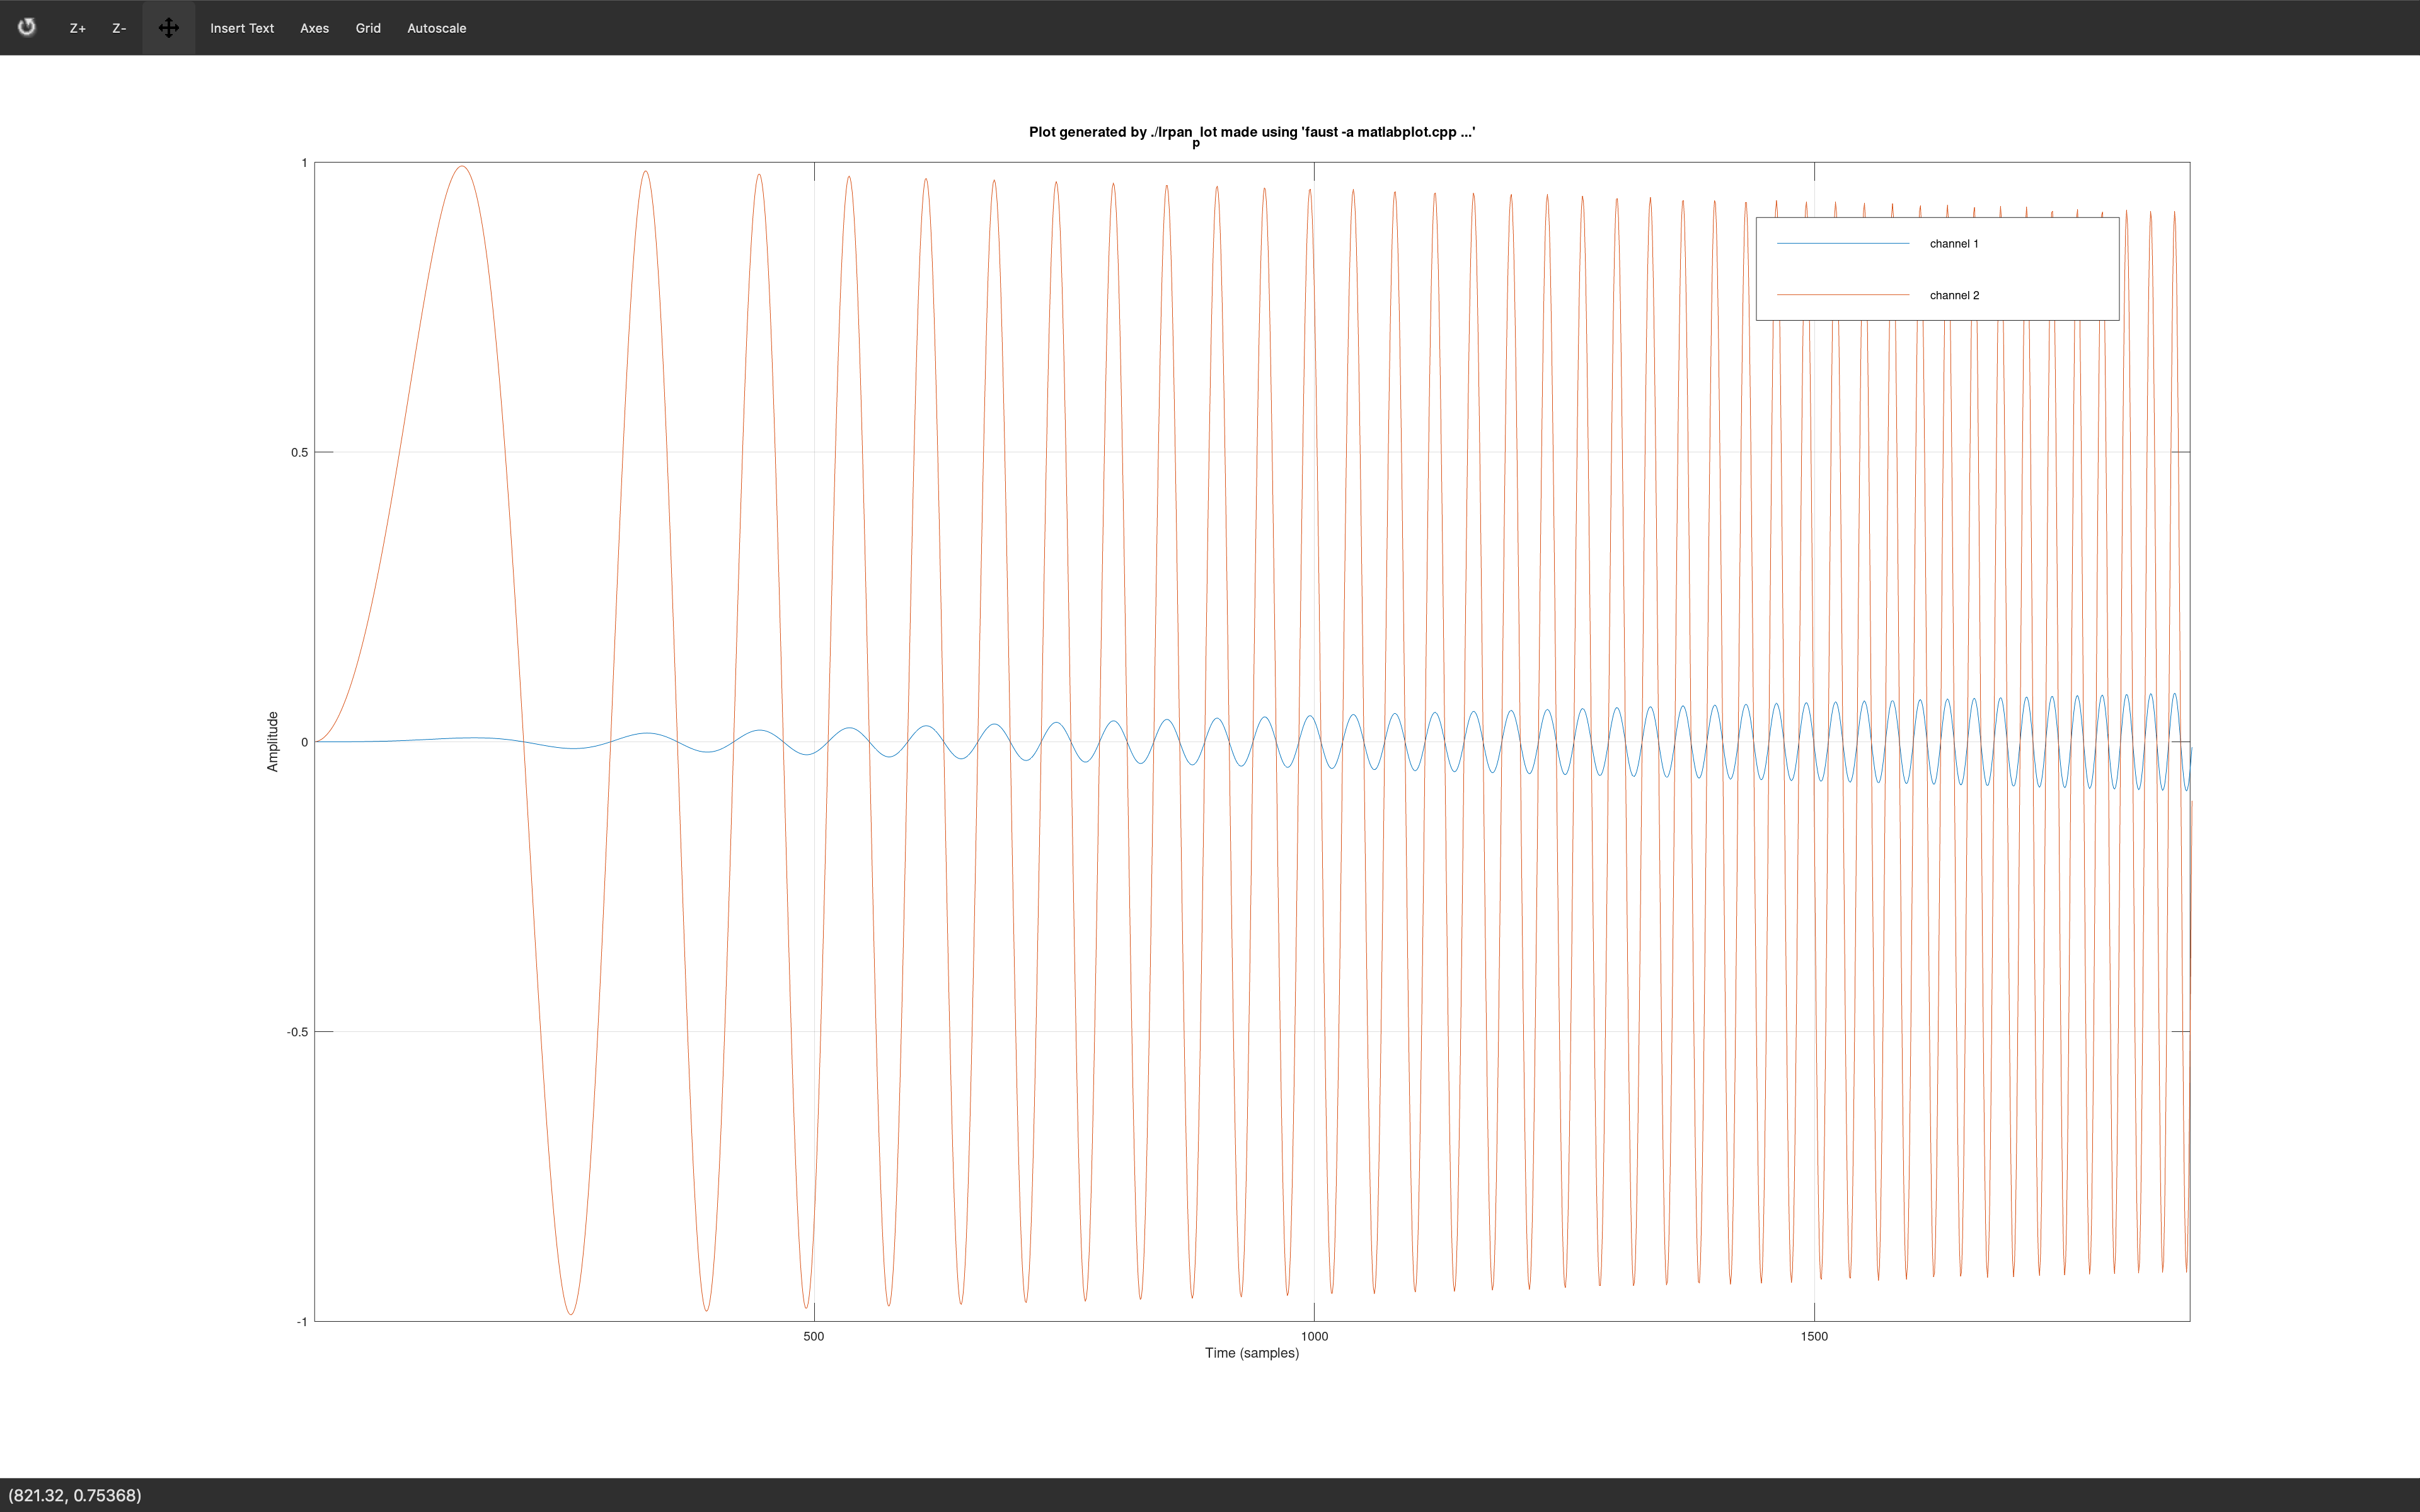 Z+ Z- Insert Text Axes Grid Autoscale
Plot generated by ./lrpan_plot made using 'faust -a matlabplot.cpp ...'
1
0.5
0
-0.5
-1
Amplitude
channel 1
channel 2
500 1000 1500
Time (samples)
(821.32, 0.75368)